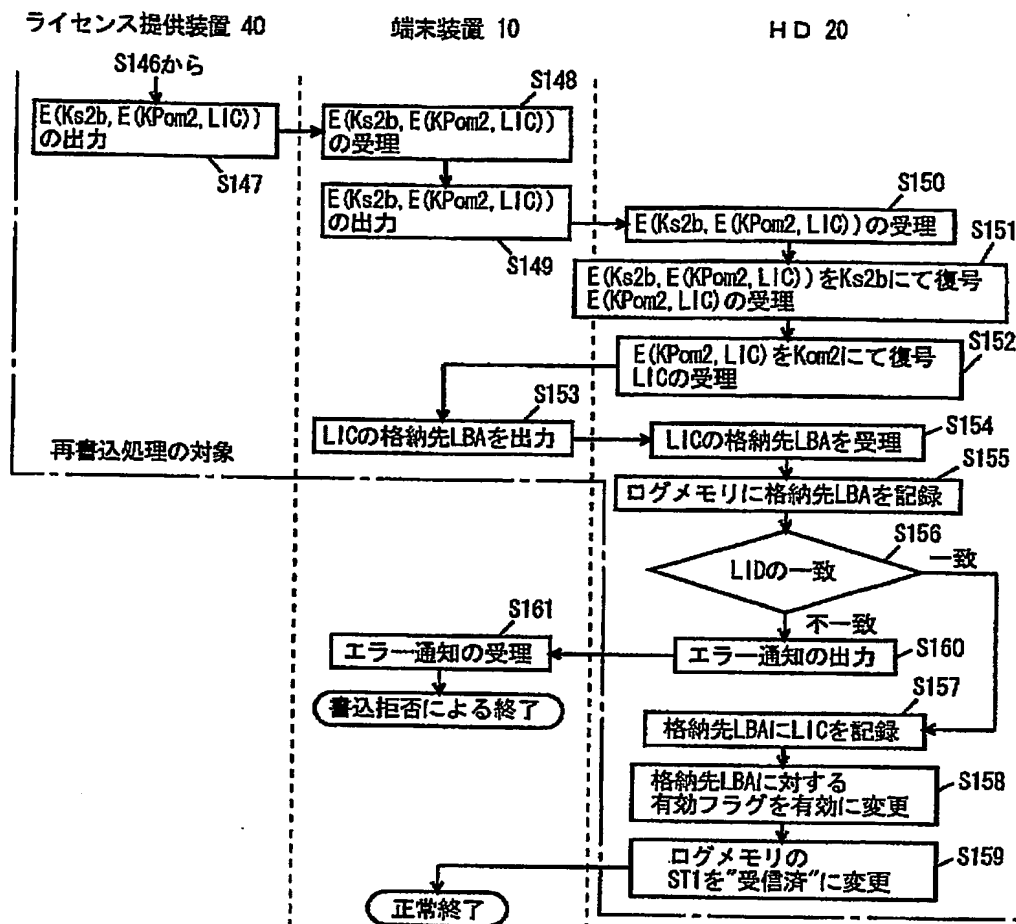 ライセンス提供装置 40
端末装置 10
HD 20
S146から
E(Ks2b, E(KPom2, LIC))
の出力
S147
S148
E(Ks2b, E(KPom2, LIC))
の受理
E(Ks2b, E(KPom2, LIC))
の出力
S149
S150
E(Ks2b, E(KPom2, LIC))の受理
S151
E(Ks2b, E(KPom2, LIC))をKs2bにて復号
E(KPom2, LIC)の受理
S152
E(KPom2, LIC)をKom2にて復号
LICの受理
S153
LICの格納先LBAを出力
S154
LICの格納先LBAを受理
再書込処理の対象
S155
ログメモリに格納先LBAを記録
S156
LIDの一致
一致
不一致
S161
エラー通知の受理
エラー通知の出力
S160
書込拒否による終了
S157
格納先LBAにLICを記録
格納先LBAに対する
有効フラグを有効に変更
S158
ログメモリの
ST1を"受信済"に変更
S159
正常終了